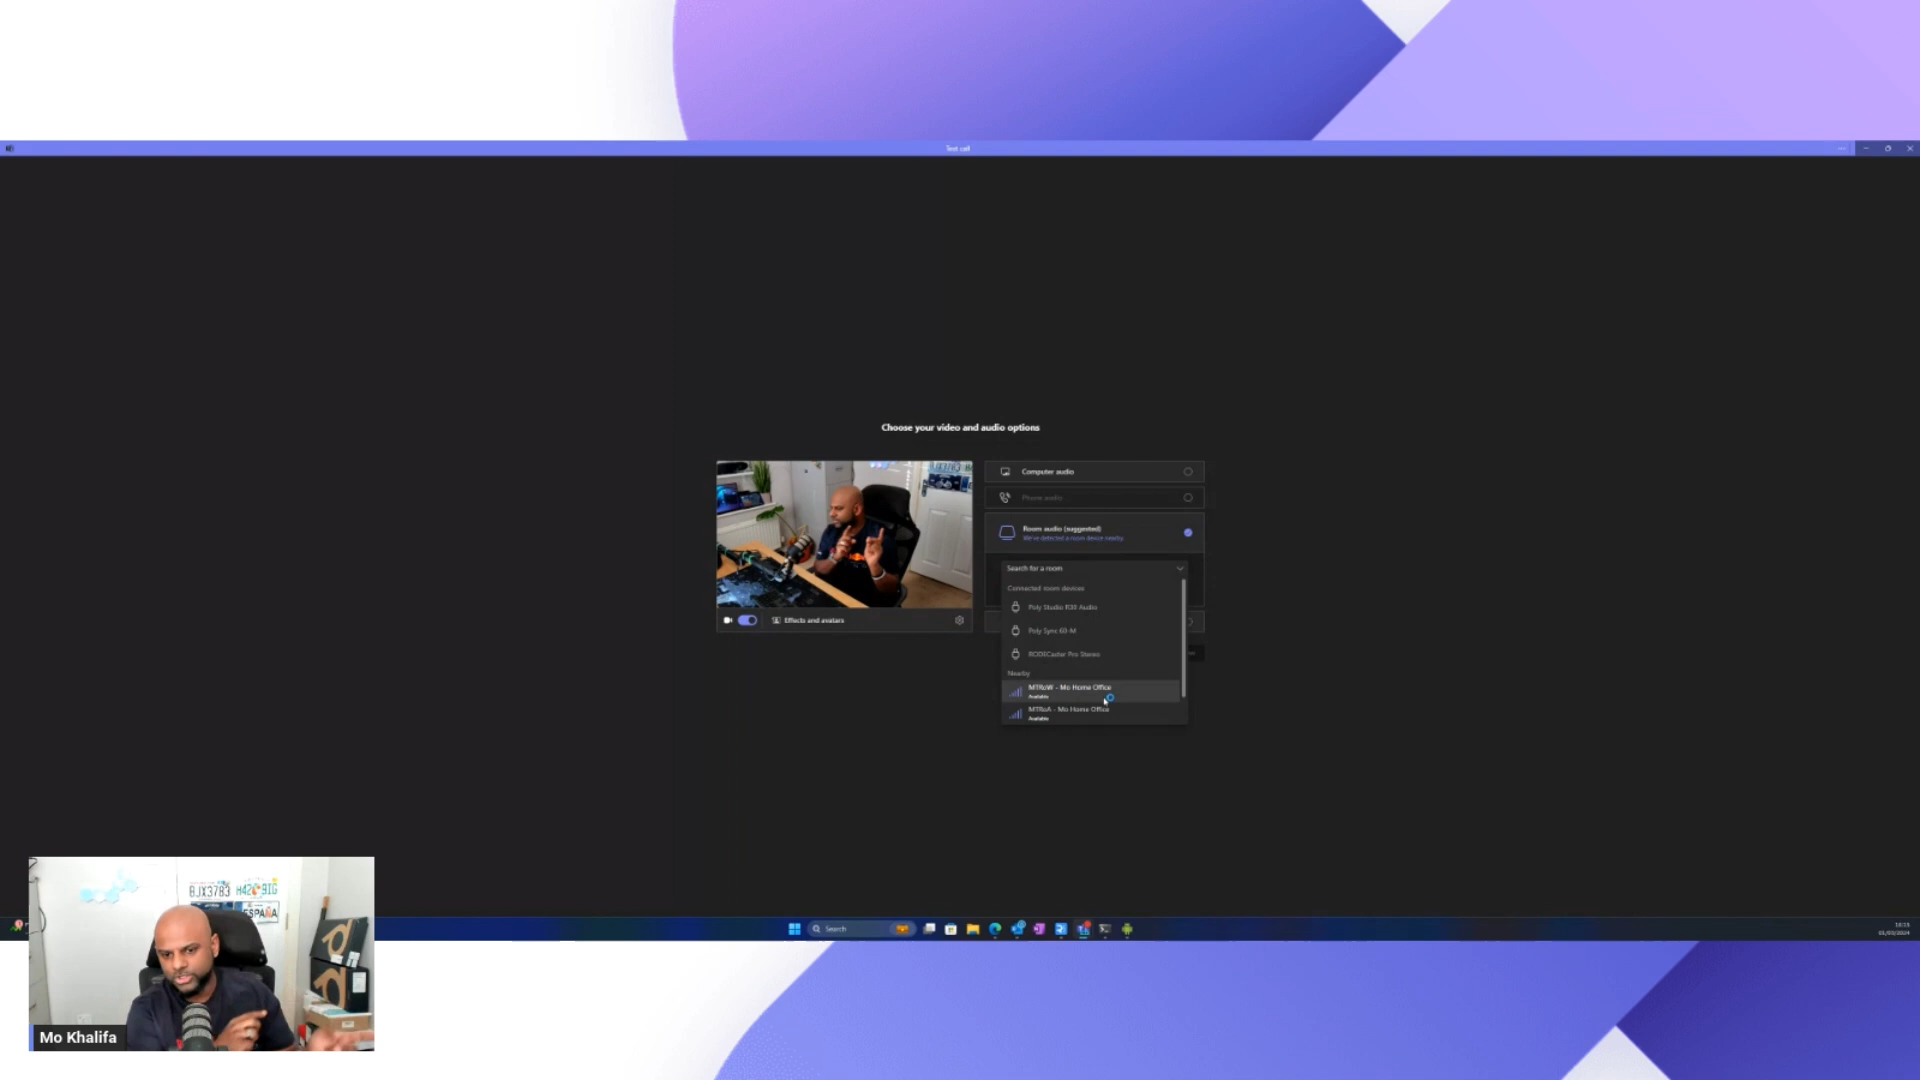 Test call
Choose your video and audio options
Computer audio
Phone audio
Room audio (suggested)
We've detected a room device nearby
Search for a room
Connected room devices
Poly Studio R30 Audio
Poly Sync 60-M
RODECaster Pro Stereo
Nearby
MTRoW - Mo Home Office
Available
MTRoA - Mo Home Office
Available
Effects and avatars
BJX3783
ESPAÑA
Search
Mo Khalifa